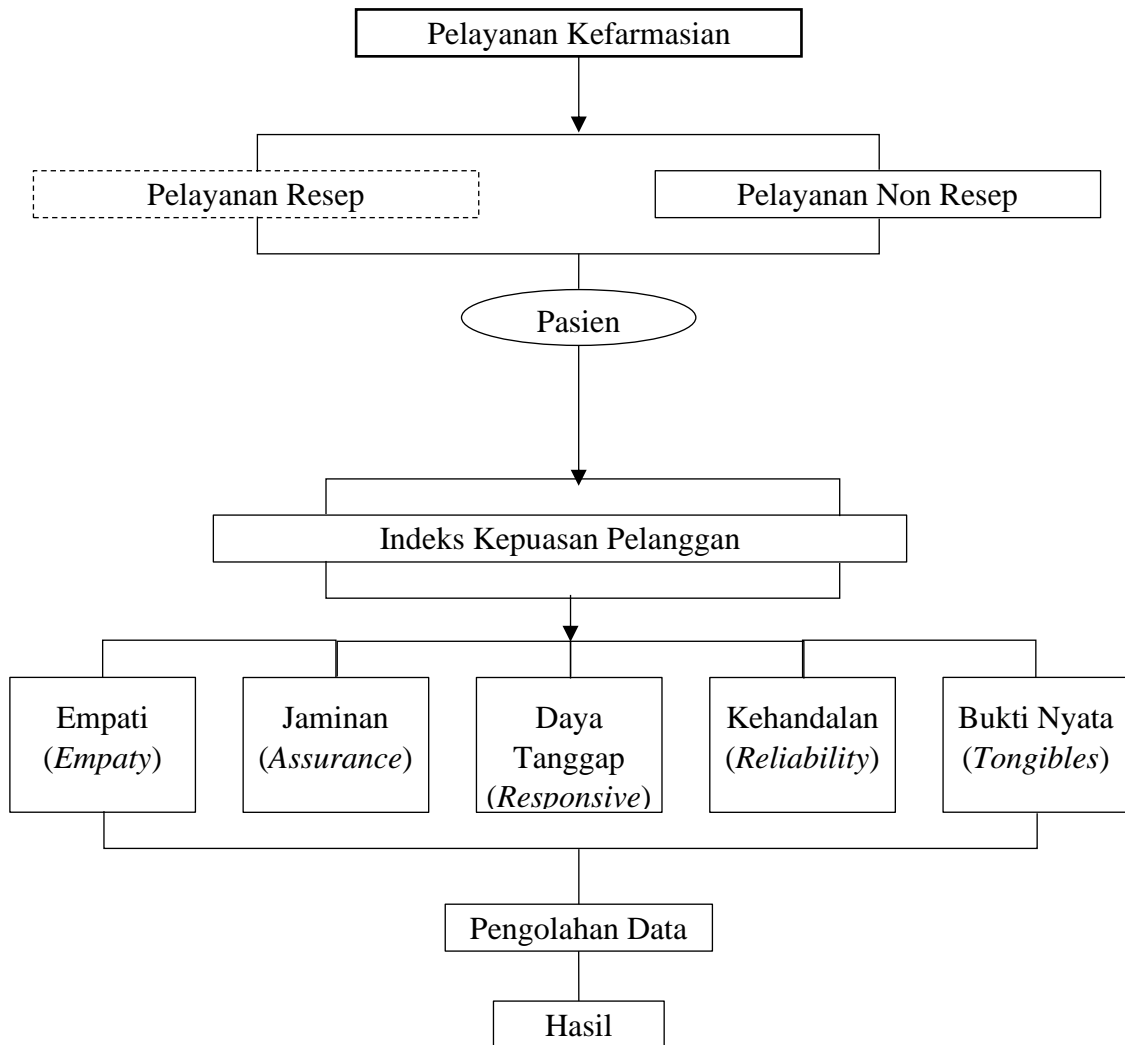 Pelayanan Kefarmasian
Pelayanan Resep
Pelayanan Non Resep
Pasien
Indeks Kepuasan Pelanggan
Empati
(Empaty)
Jaminan
(Assurance)
Daya
Tanggap
(Responsive)
Kehandalan
(Reliability)
Bukti Nyata
(Tongibles)
Pengolahan Data
Hasil